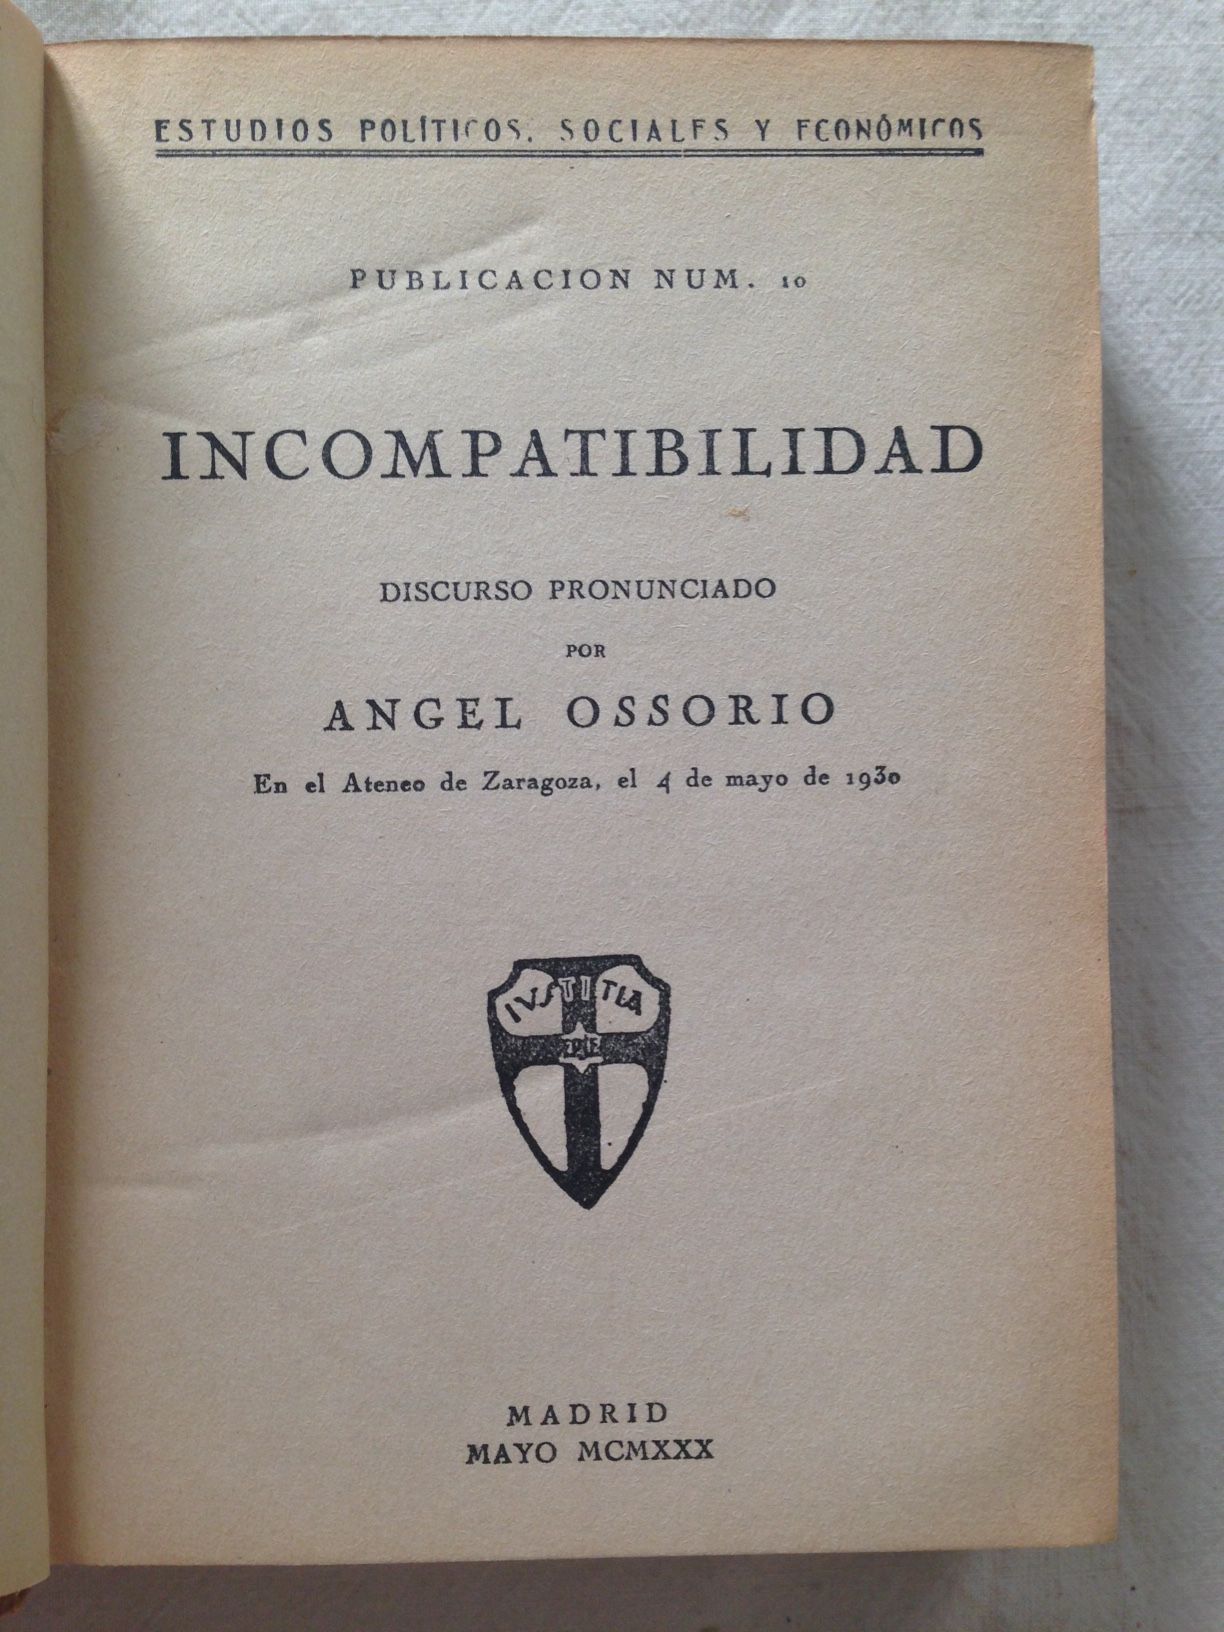 ESTUDIOS POLÍTICOS, SOCIALES Y ECONÓMICOS
PUBLICACION NUM. 10
INCOMPATIBILIDAD
DISCURSO PRONUNCIADO
POR
ANGEL OSSORIO
En el Ateneo de Zaragoza, el 4 de mayo de 1930
IVSTITIA
MADRID
MAYO MCMXXX